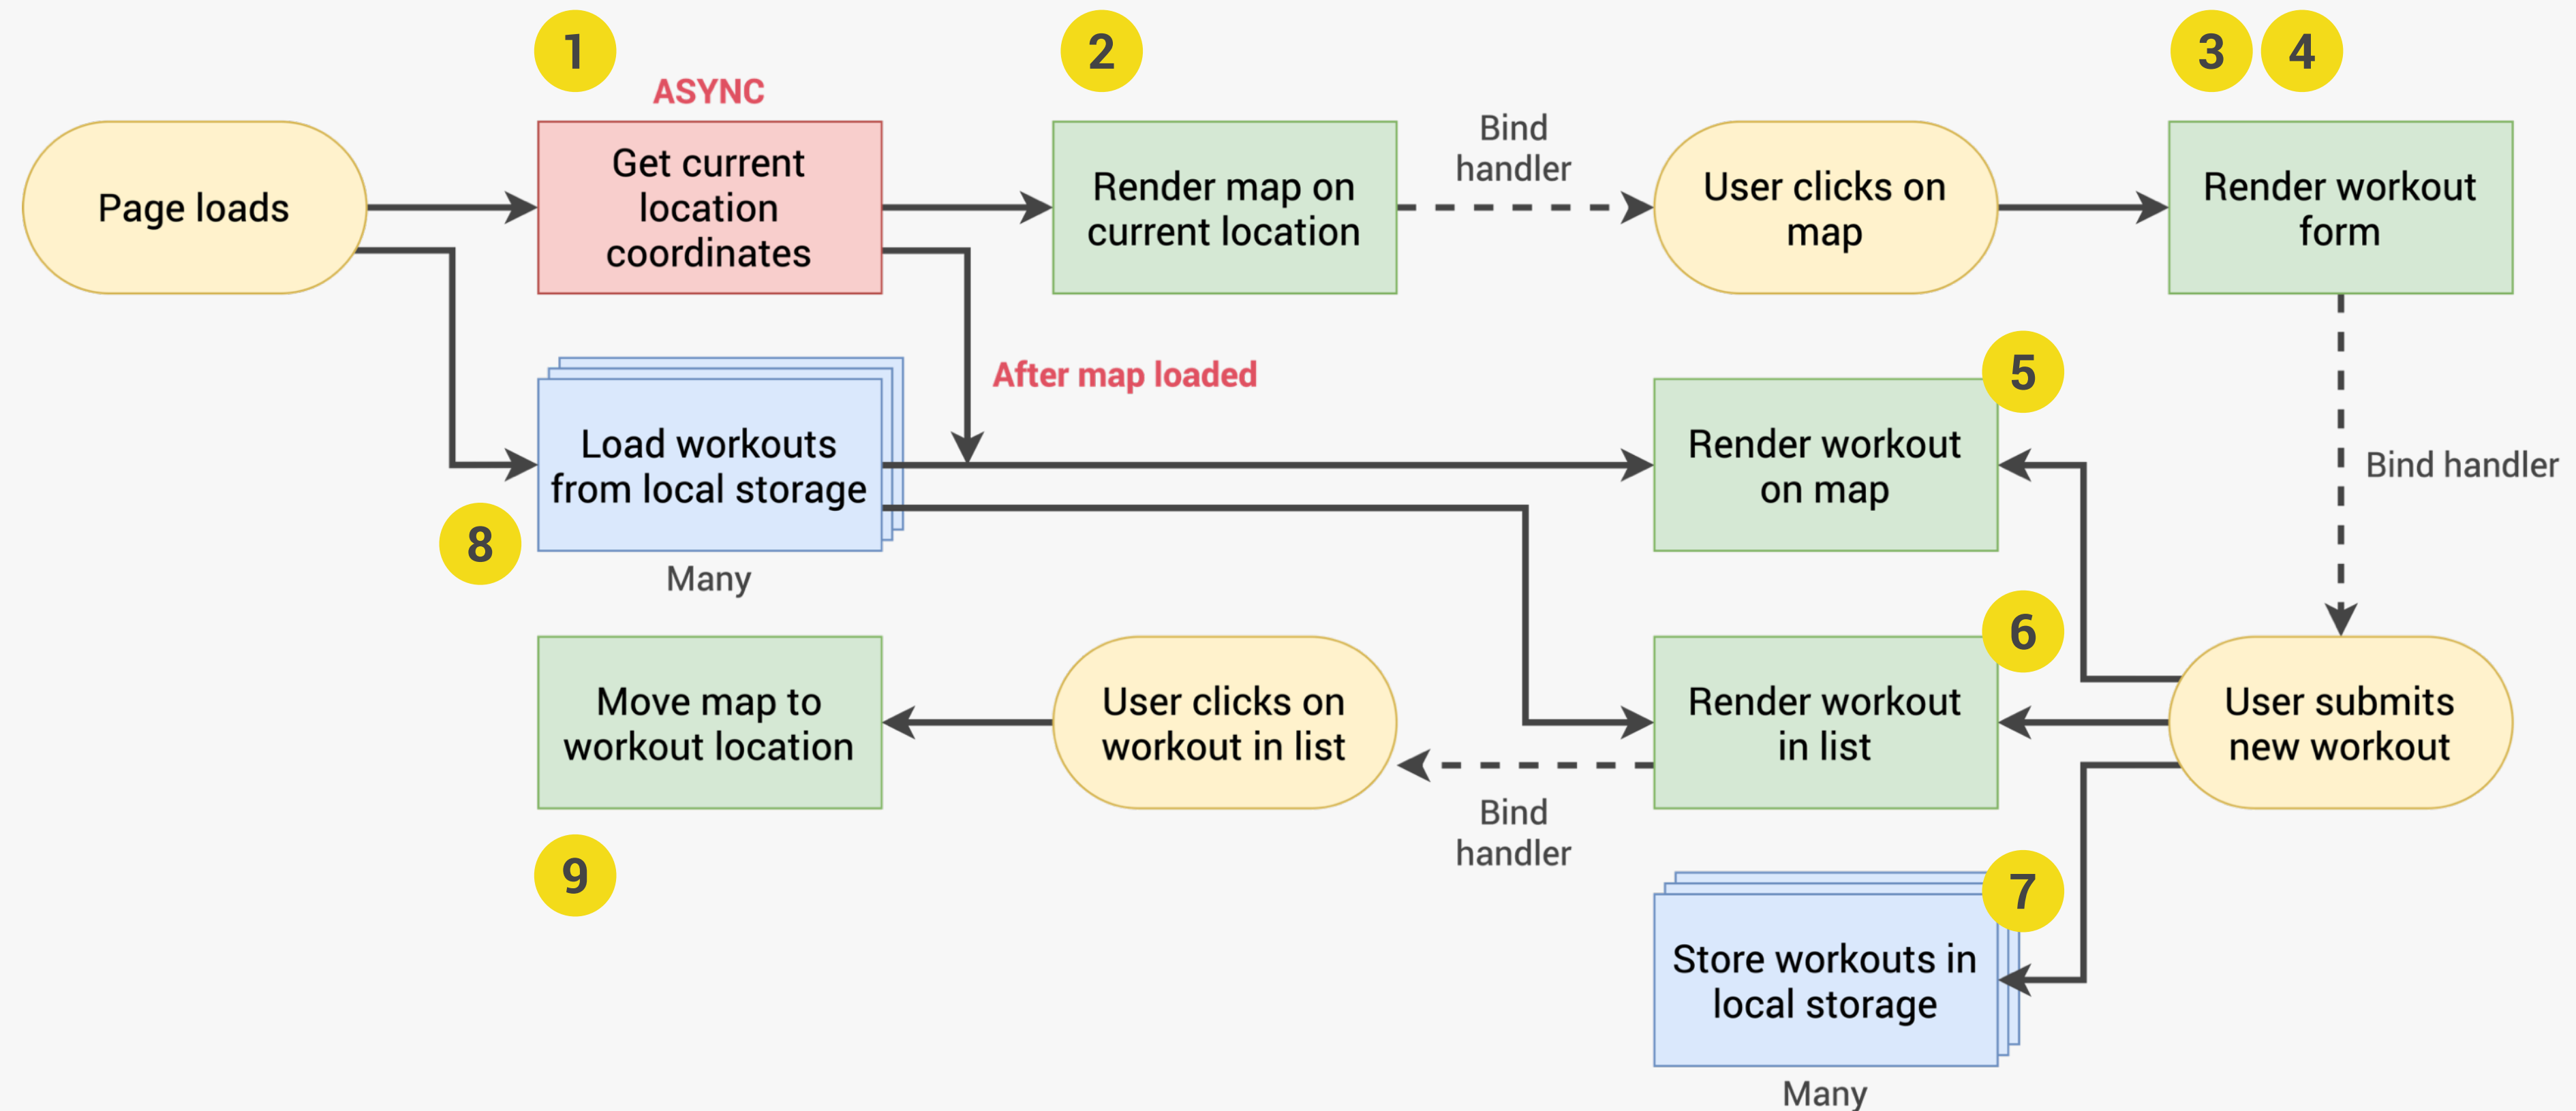 1
2
3
4
ASYNC
Page loads
Get current
location
coordinates
Render map on
current location
Bind
handler
User clicks on
map
Render workout
form
After map loaded
5
Load workouts
from local storage
Render workout
on map
Bind handler
8
Many
6
Move map to
workout location
User clicks on
workout in list
Render workout
in list
User submits
new workout
Bind
handler
9
7
Store workouts in
local storage
Many